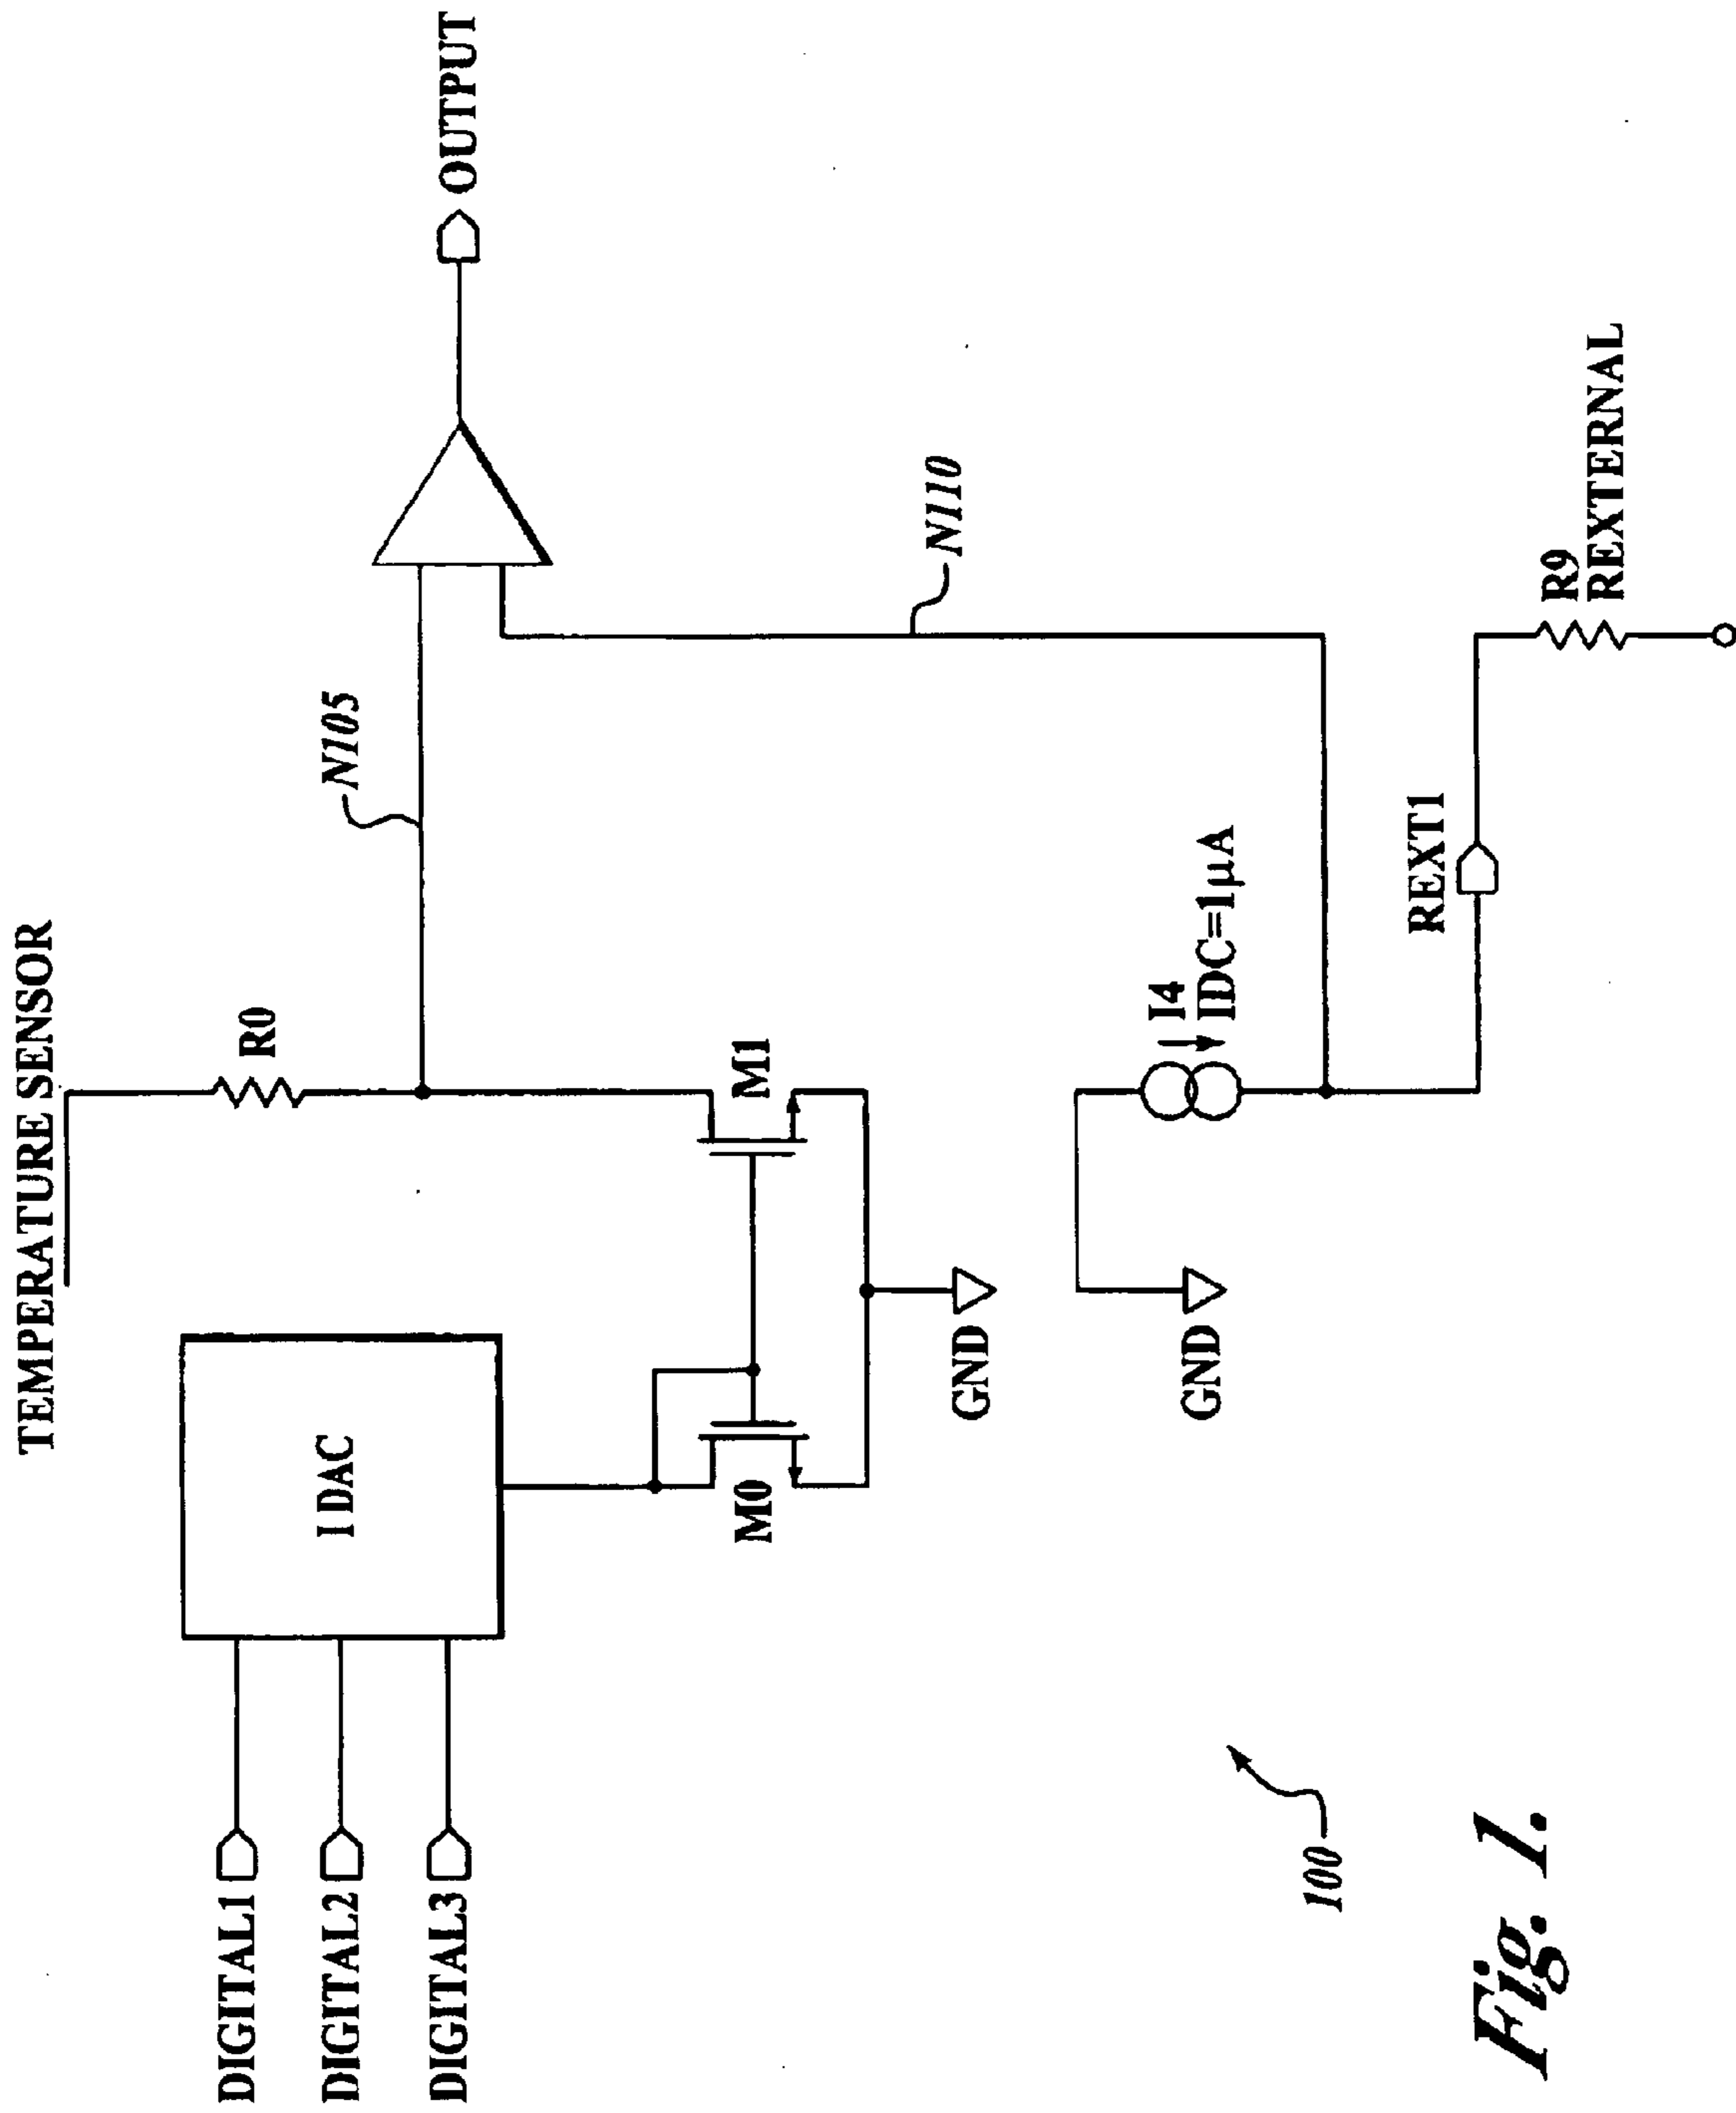 TEMPERATURE SENSOR
DIGITAL1
DIGITAL2
DIGITAL3
I DAC
R0
N105
OUTPUT
M0
M1
N110
GND
GND
I4
IDC=1μA
REXT1
R9
REXTERNAL
100
Fig. 1.